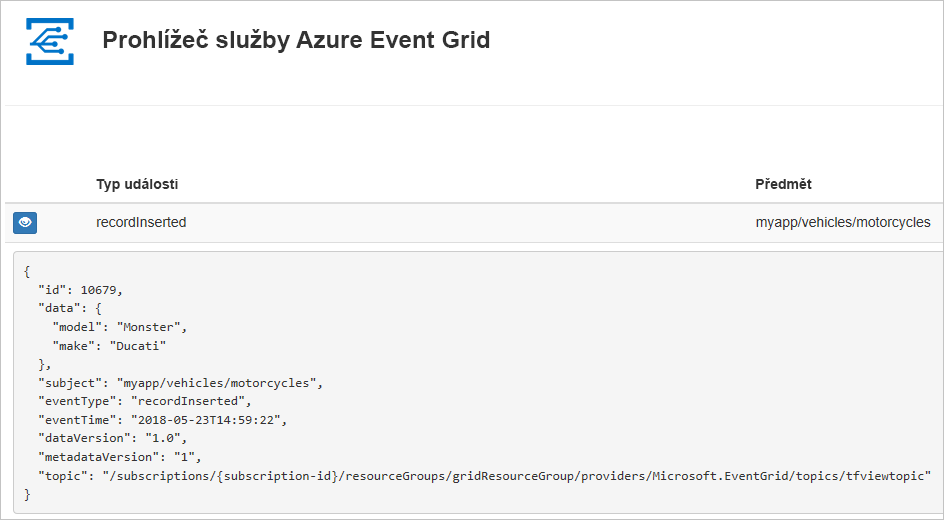 Prohlížeč služby Azure Event Grid
Typ události Předmět
recordInserted myapp/vehicles/motorcycles
{
  "id": 10679,
  "data": {
    "model": "Monster",
    "make": "Ducati"
  },
  "subject": "myapp/vehicles/motorcycles",
  "eventType": "recordInserted",
  "eventTime": "2018-05-23T14:59:22",
  "dataVersion": "1.0",
  "metadataVersion": "1",
  "topic": "/subscriptions/{subscription-id}/resourceGroups/gridResourceGroup/providers/Microsoft.EventGrid/topics/tfviewtopic"
}